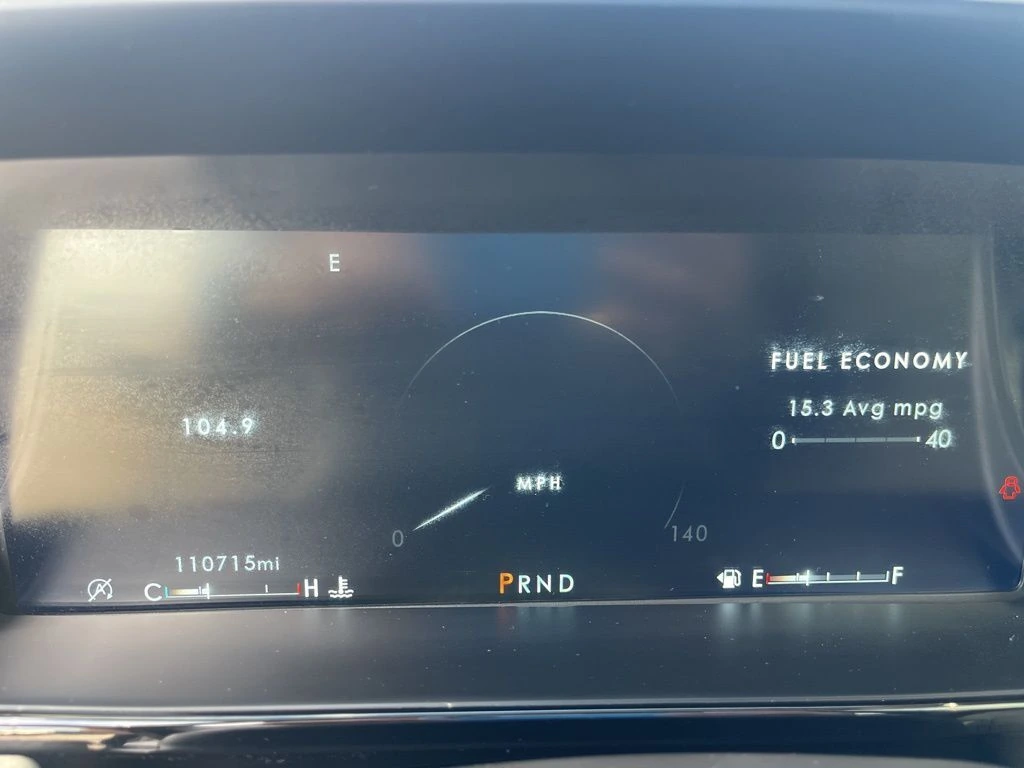 E
FUEL ECONOMY
15.3 Avg mpg
104.9
0 40
MPH
0 140
110715mi
C H
PRND
E F